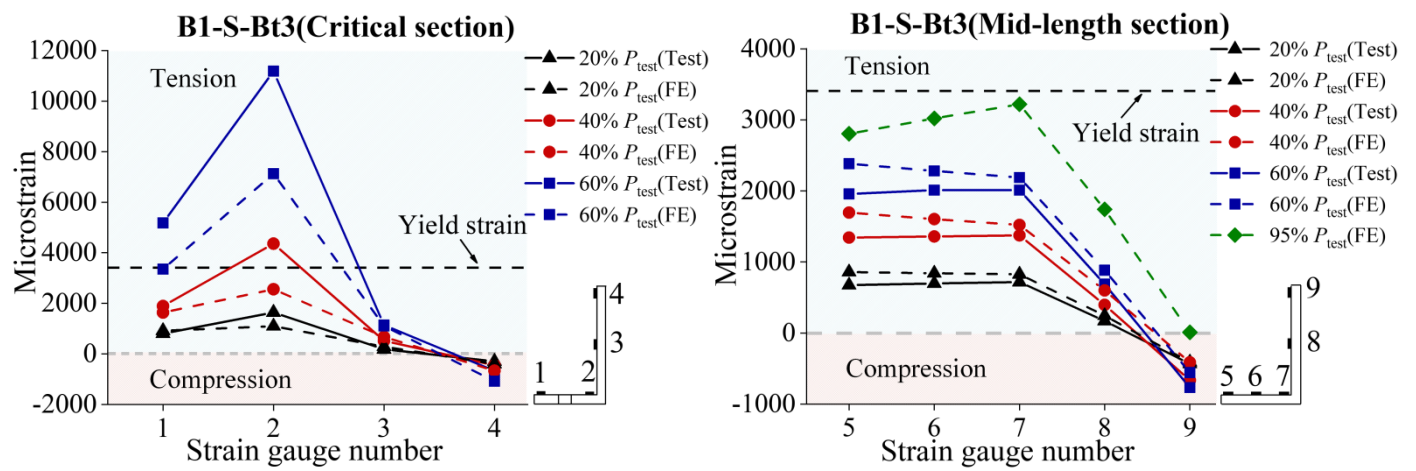 B1-S-Bt3(Critical section)
12000
10000
8000
6000
4000
2000
0
-2000
Microstrain
Tension
Compression
Yield strain
1
2
3
4
Strain gauge number
20% Ptest(Test)
20% Ptest(FE)
40% Ptest(Test)
40% Ptest(FE)
60% Ptest(Test)
60% Ptest(FE)
4
3
1 2
B1-S-Bt3(Mid-length section)
4000
3000
2000
1000
0
-1000
Microstrain
Tension
Compression
Yield strain
5
6
7
8
9
Strain gauge number
20% Ptest(Test)
20% Ptest(FE)
40% Ptest(Test)
40% Ptest(FE)
60% Ptest(Test)
60% Ptest(FE)
95% Ptest(FE)
9
8
5 6 7